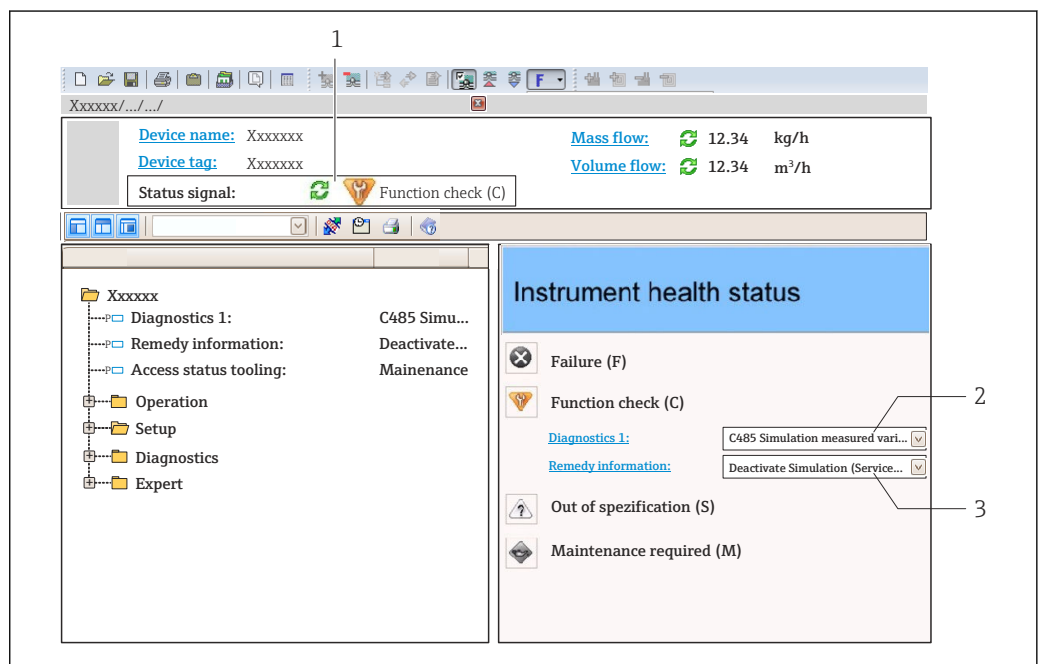 1
F
Xxxxxx/.../.../
Device name: Xxxxxxx
Mass flow: 12.34 kg/h
Device tag: Xxxxxxx
Volume flow: 12.34 m³/h
Status signal: Function check (C)
Xxxxxx
Diagnostics 1: C485 Simu...
Remedy information: Deactivate...
Access status tooling: Mainenance
Operation
Setup
Diagnostics
Expert
Instrument health status
Failure (F)
Function check (C)
2
Diagnostics 1: C485 Simulation measured vari...
Remedy information: Deactivate Simulation (Service...
Out of spezification (S)
3
Maintenance required (M)